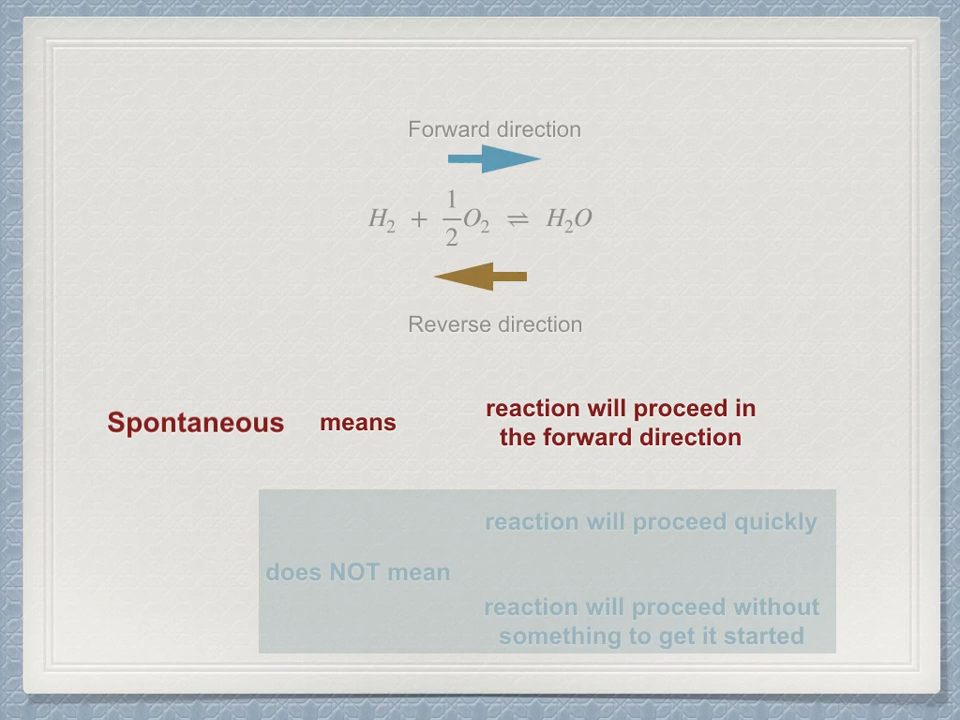 Forward direction
H₂ + 1/2 O₂ ⇌ H₂O
Reverse direction
Spontaneous means reaction will proceed in
the forward direction
reaction will proceed quickly
does NOT mean
reaction will proceed without
something to get it started